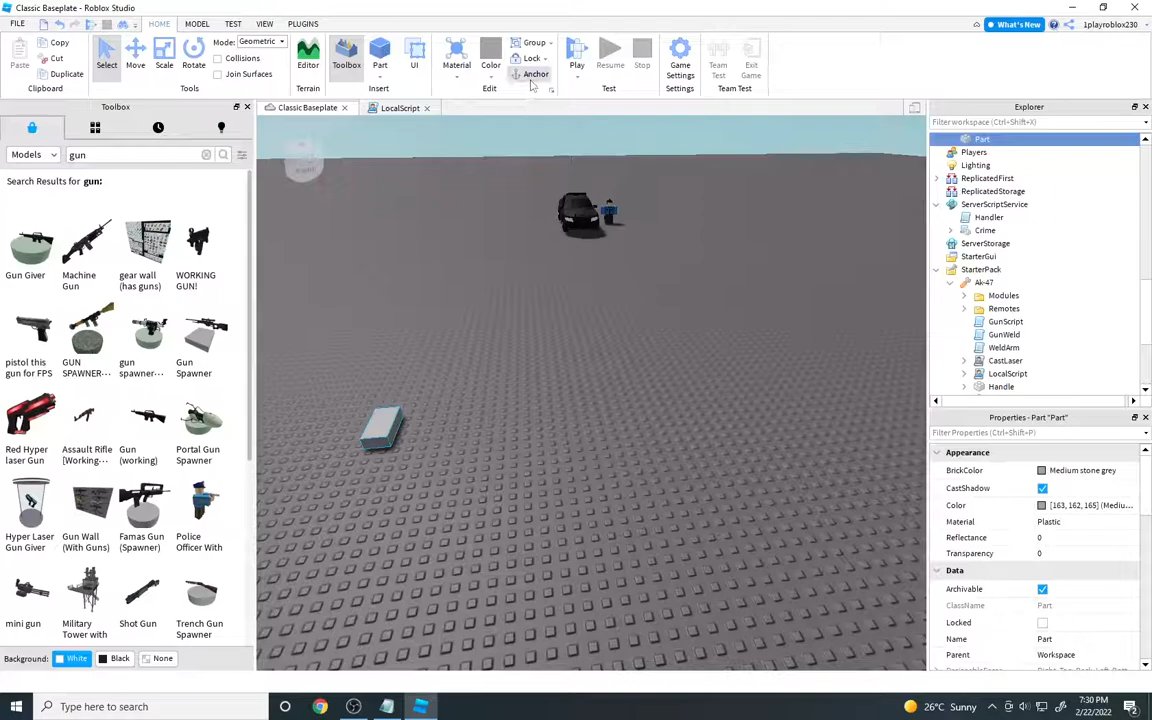 Classic Baseplate - Roblox Studio
FILE HOME MODEL TEST VIEW PLUGINS What's New 1playroblox230
Paste Copy Cut Duplicate Clipboard
Select Move Scale Rotate Mode: Geometric Collisions Join Surfaces Tools
Editor Terrain
Toolbox Part UI Insert
Material Color Group Lock Anchor Edit
Play Resume Stop Test
Game Settings Settings
Team Test Exit Game Team Test
Toolbox
Classic Baseplate LocalScript
Models gun
Search Results for gun:
Gun Giver
Machine Gun
gear wall (has guns)
WORKING GUN!
pistol this gun for FPS
GUN SPAWNER...
gun spawner...
Gun Spawner
Red Hyper laser Gun
Assault Rifle [Working...
Gun (working)
Portal Gun Spawner
Hyper Laser Gun Giver
Gun Wall (With Guns)
Famas Gun (Spawner)
Police Officer With
mini gun
Military Tower with
Shot Gun
Trench Gun Spawner
Background: White Black None
Explorer
Filter workspace (Ctrl+Shift+X)
Part
Players
Lighting
ReplicatedFirst
ReplicatedStorage
ServerScriptService
Handler
Crime
ServerStorage
StarterGui
StarterPack
Ak-47
Modules
Remotes
GunScript
GunWeld
WeldArm
CastLaser
LocalScript
Handle
Properties - Part "Part"
Filter Properties (Ctrl+Shift+P)
Appearance
BrickColor Medium stone grey
CastShadow
Color [163, 162, 165] (Mediu...
Material Plastic
Reflectance 0
Transparency 0
Data
Archivable
ClassName Part
Locked
Name Part
Parent Workspace
Type here to search
26°C Sunny
7:30 PM
2/22/2022
2